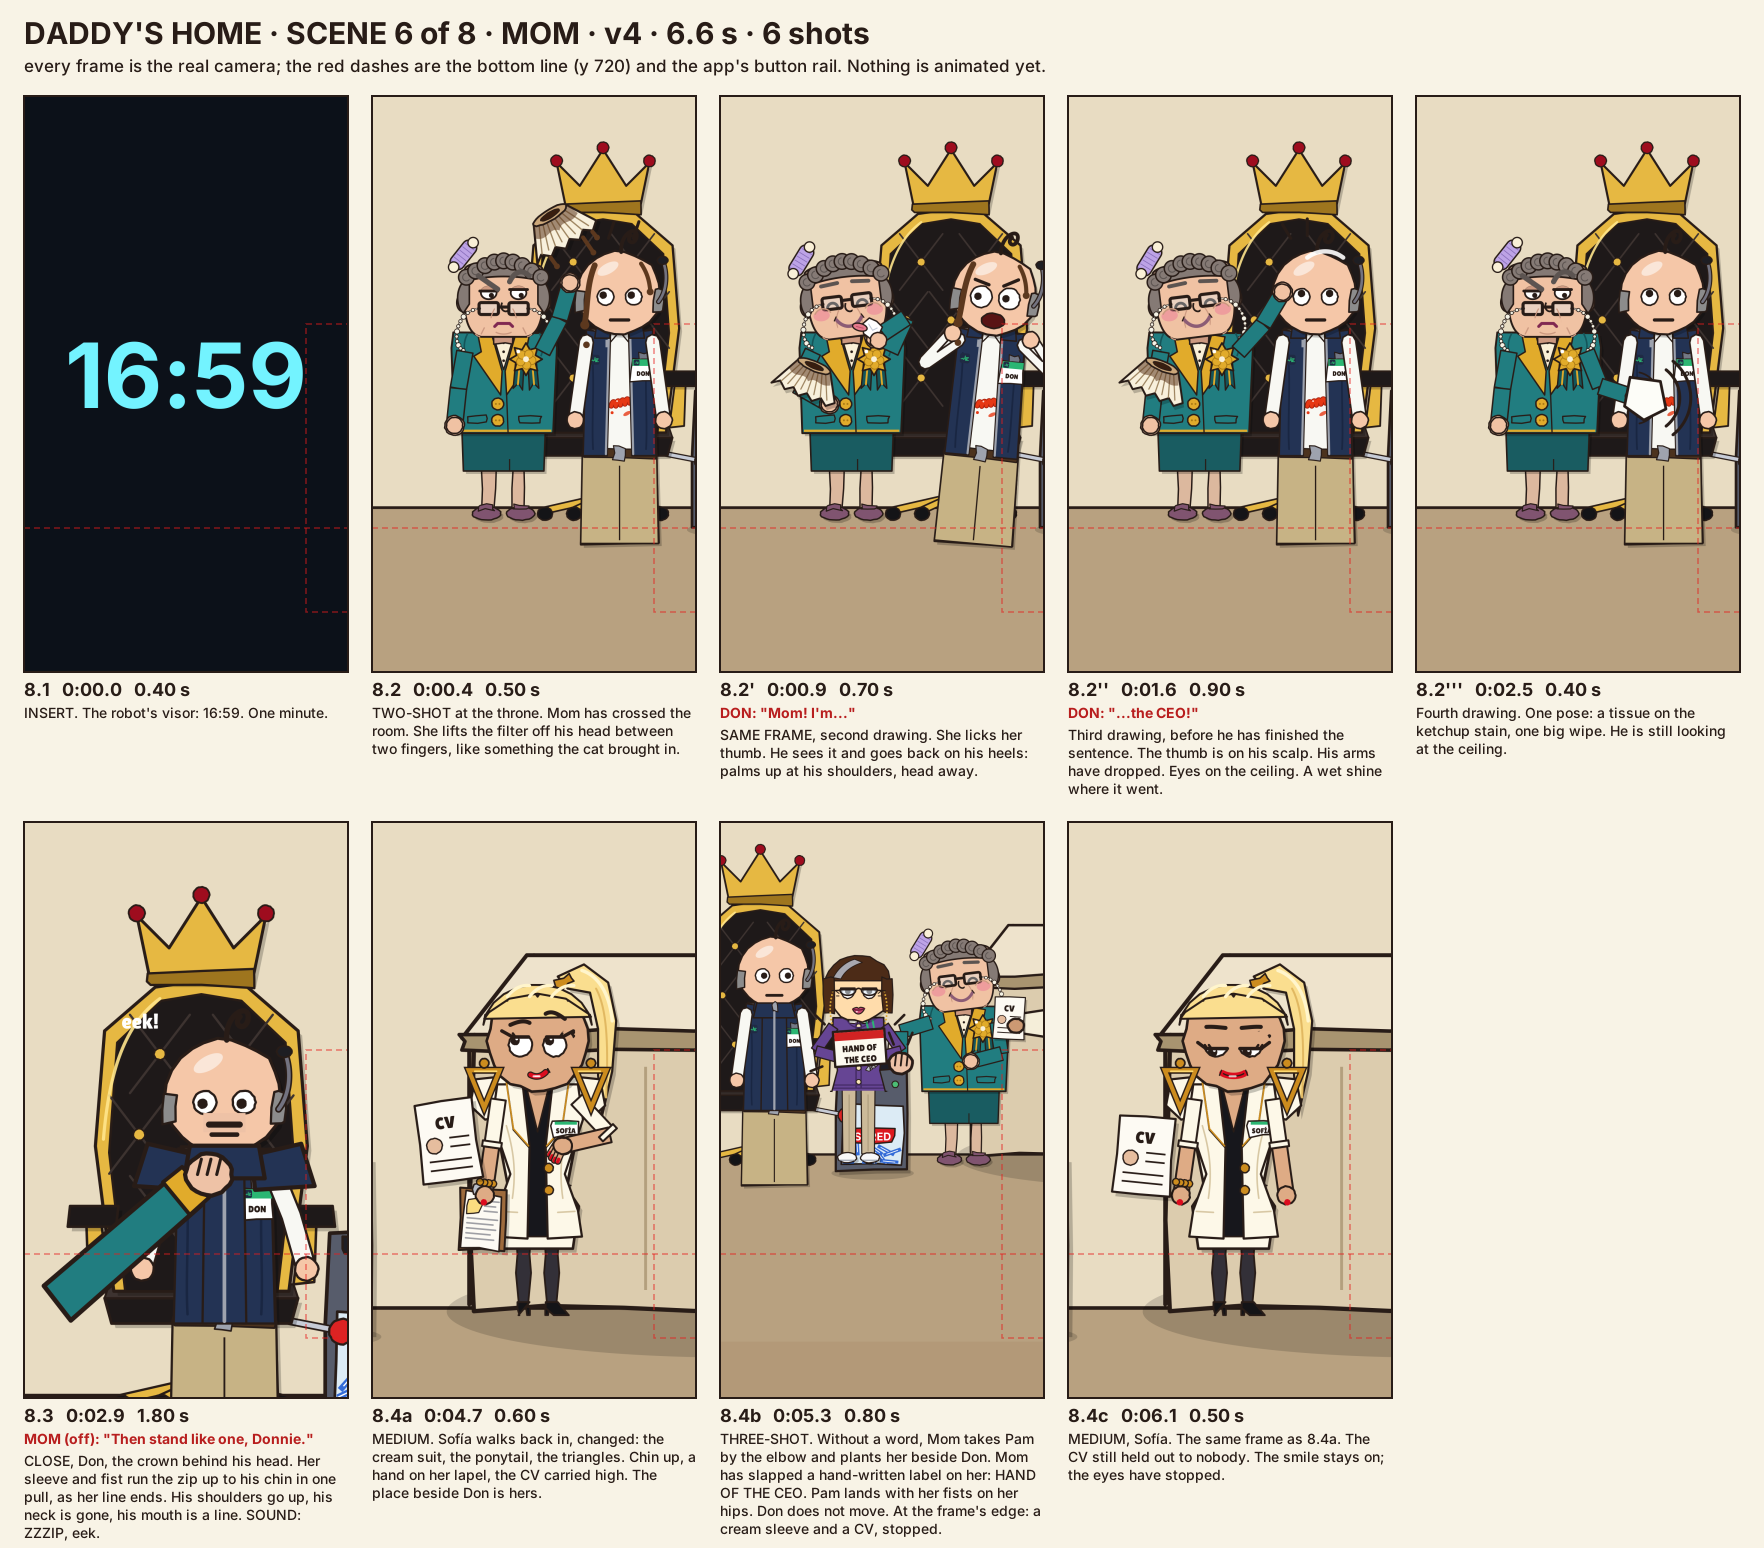 DADDY'S HOME · SCENE 6 of 8 · MOM · v4 · 6.6 s · 6 shots
every frame is the real camera; the red dashes are the bottom line (y 720) and the app's button rail. Nothing is animated yet.
16:59
DON
DON
DON
DON
8.1 0:00.0 0.40 s
INSERT. The robot's visor: 16:59. One minute.
8.2 0:00.4 0.50 s
TWO-SHOT at the throne. Mom has crossed the
room. She lifts the filter off his head between
two fingers, like something the cat brought in.
8.2' 0:00.9 0.70 s
DON: "Mom! I'm..."
SAME FRAME, second drawing. She licks her
thumb. He sees it and goes back on his heels:
palms up at his shoulders, head away.
8.2'' 0:01.6 0.90 s
DON: "...the CEO!"
Third drawing, before he has finished the
sentence. The thumb is on his scalp. His arms
have dropped. Eyes on the ceiling. A wet shine
where it went.
8.2''' 0:02.5 0.40 s
Fourth drawing. One pose: a tissue on the
ketchup stain, one big wipe. He is still looking
at the ceiling.
eek!
DON
CV
SOFÍA
DON
HAND OF
THE CEO
CV
CV
SOFÍA
8.3 0:02.9 1.80 s
MOM (off): "Then stand like one, Donnie."
CLOSE, Don, the crown behind his head. Her
sleeve and fist run the zip up to his chin in one
pull, as her line ends. His shoulders go up, his
neck is gone, his mouth is a line. SOUND:
ZZZIP, eek.
8.4a 0:04.7 0.60 s
MEDIUM. Sofía walks back in, changed: the
cream suit, the ponytail, the triangles. Chin up, a
hand on her lapel, the CV carried high. The
place beside Don is hers.
8.4b 0:05.3 0.80 s
THREE-SHOT. Without a word, Mom takes Pam
by the elbow and plants her beside Don. Mom
has slapped a hand-written label on her: HAND
OF THE CEO. Pam lands with her fists on her
hips. Don does not move. At the frame's edge: a
cream sleeve and a CV, stopped.
8.4c 0:06.1 0.50 s
MEDIUM, Sofía. The same frame as 8.4a. The
CV still held out to nobody. The smile stays on;
the eyes have stopped.